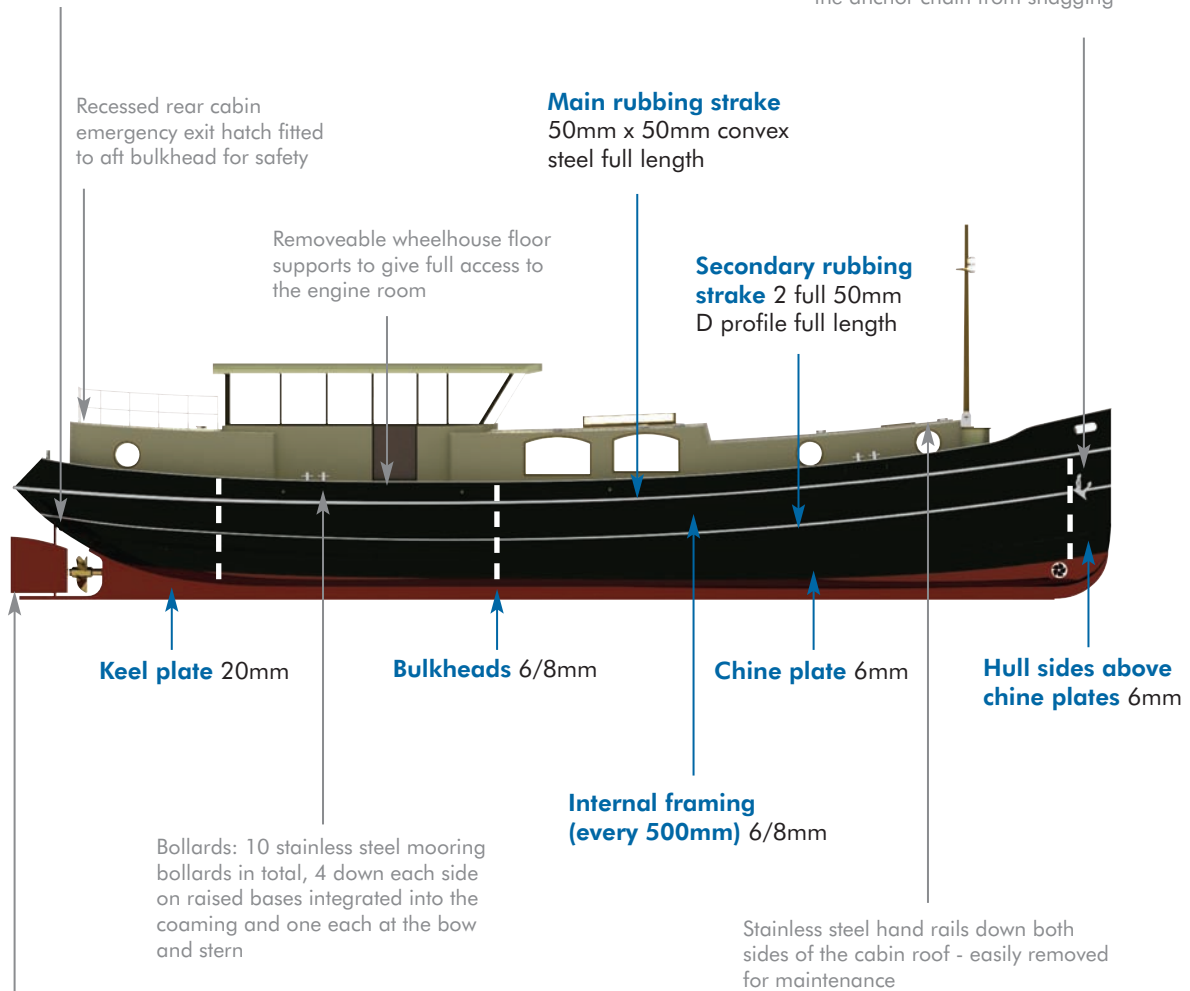 the anchor chain from snagging
Recessed rear cabin
emergency exit hatch fitted
to aft bulkhead for safety
Main rubbing strake
50mm x 50mm convex
steel full length
Removeable wheelhouse floor
supports to give full access to
the engine room
Secondary rubbing
strake 2 full 50mm
D profile full length
Keel plate 20mm
Bulkheads 6/8mm
Chine plate 6mm
Hull sides above
chine plates 6mm
Internal framing
(every 500mm) 6/8mm
Bollards: 10 stainless steel mooring
bollards in total, 4 down each side
on raised bases integrated into the
coaming and one each at the bow
and stern
Stainless steel hand rails down both
sides of the cabin roof - easily removed
for maintenance